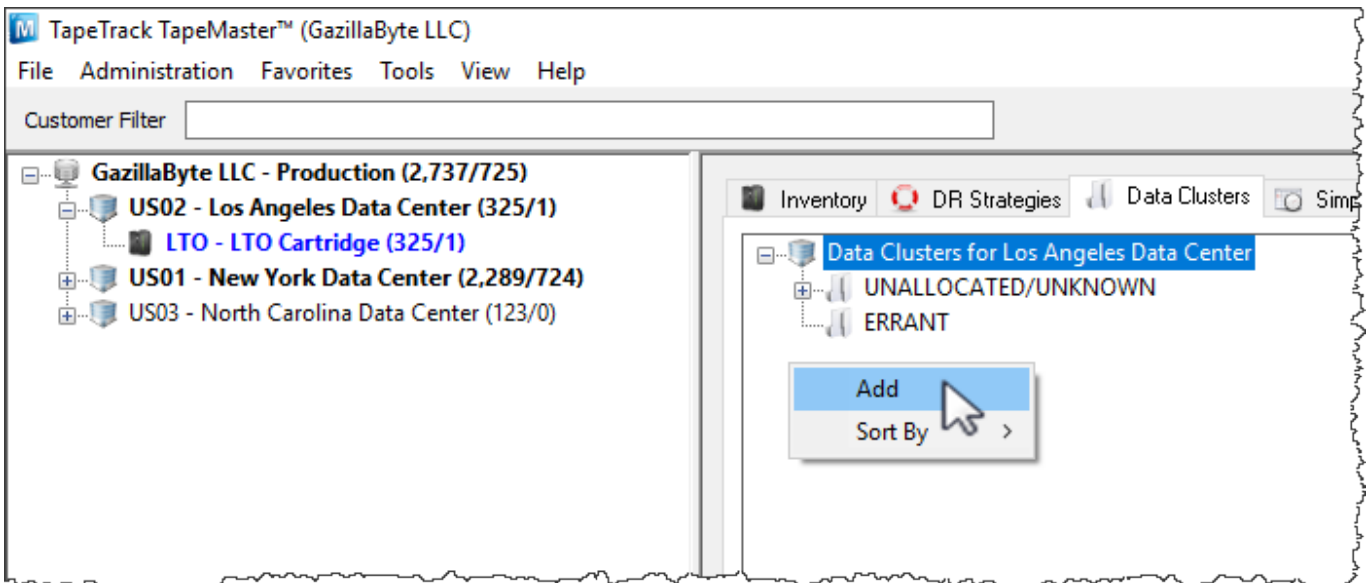 TapeTrack TapeMaster™ (GazillaByte LLC)
File Administration Favorites Tools View Help
Customer Filter
GazillaByte LLC - Production (2,737/725)
US02 - Los Angeles Data Center (325/1)
LTO - LTO Cartridge (325/1)
US01 - New York Data Center (2,289/724)
US03 - North Carolina Data Center (123/0)
Inventory DR Strategies Data Clusters Simp
Data Clusters for Los Angeles Data Center
UNALLOCATED/UNKNOWN
ERRANT
Add
Sort By